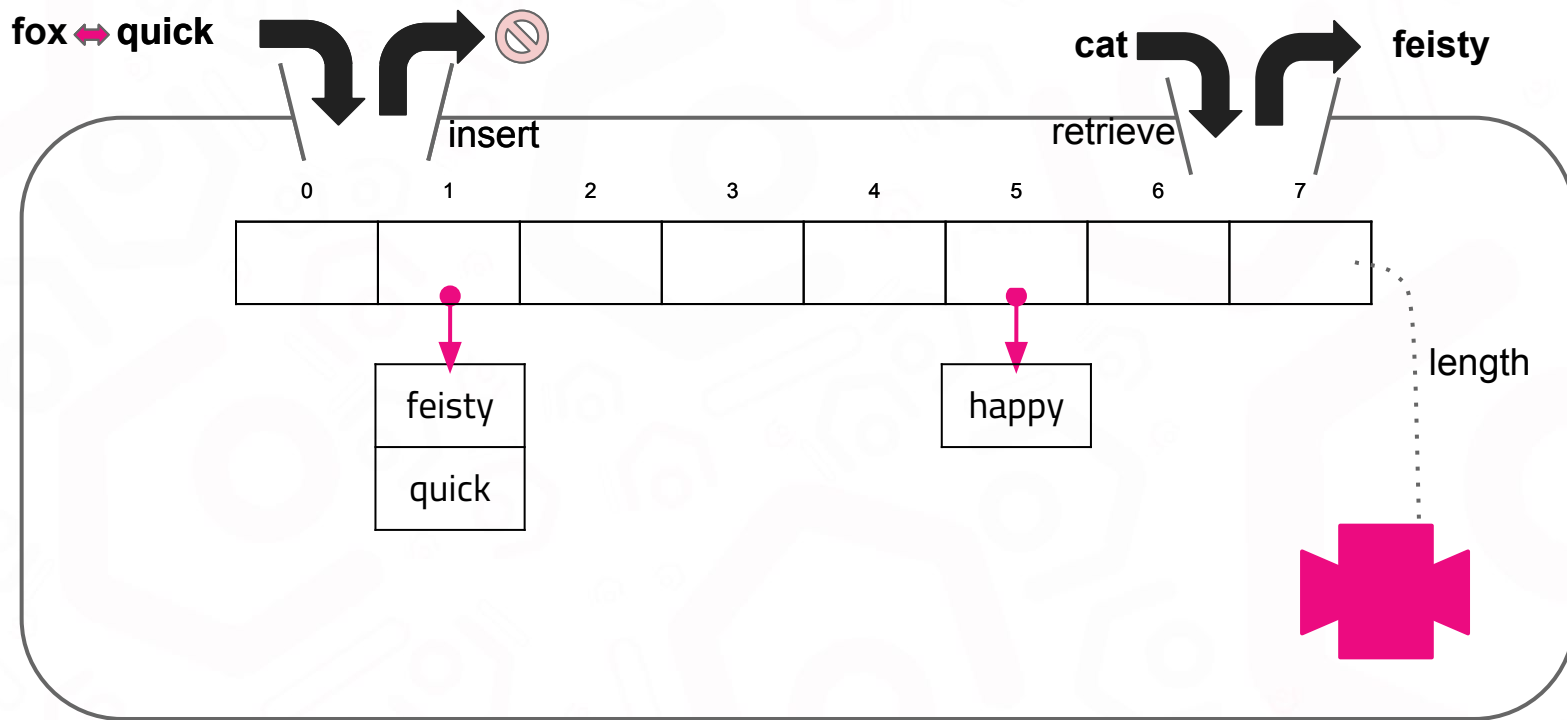 fox quick
cat
feisty
insert
retrieve
0 1 2 3 4 5 6 7
length
feisty
happy
quick